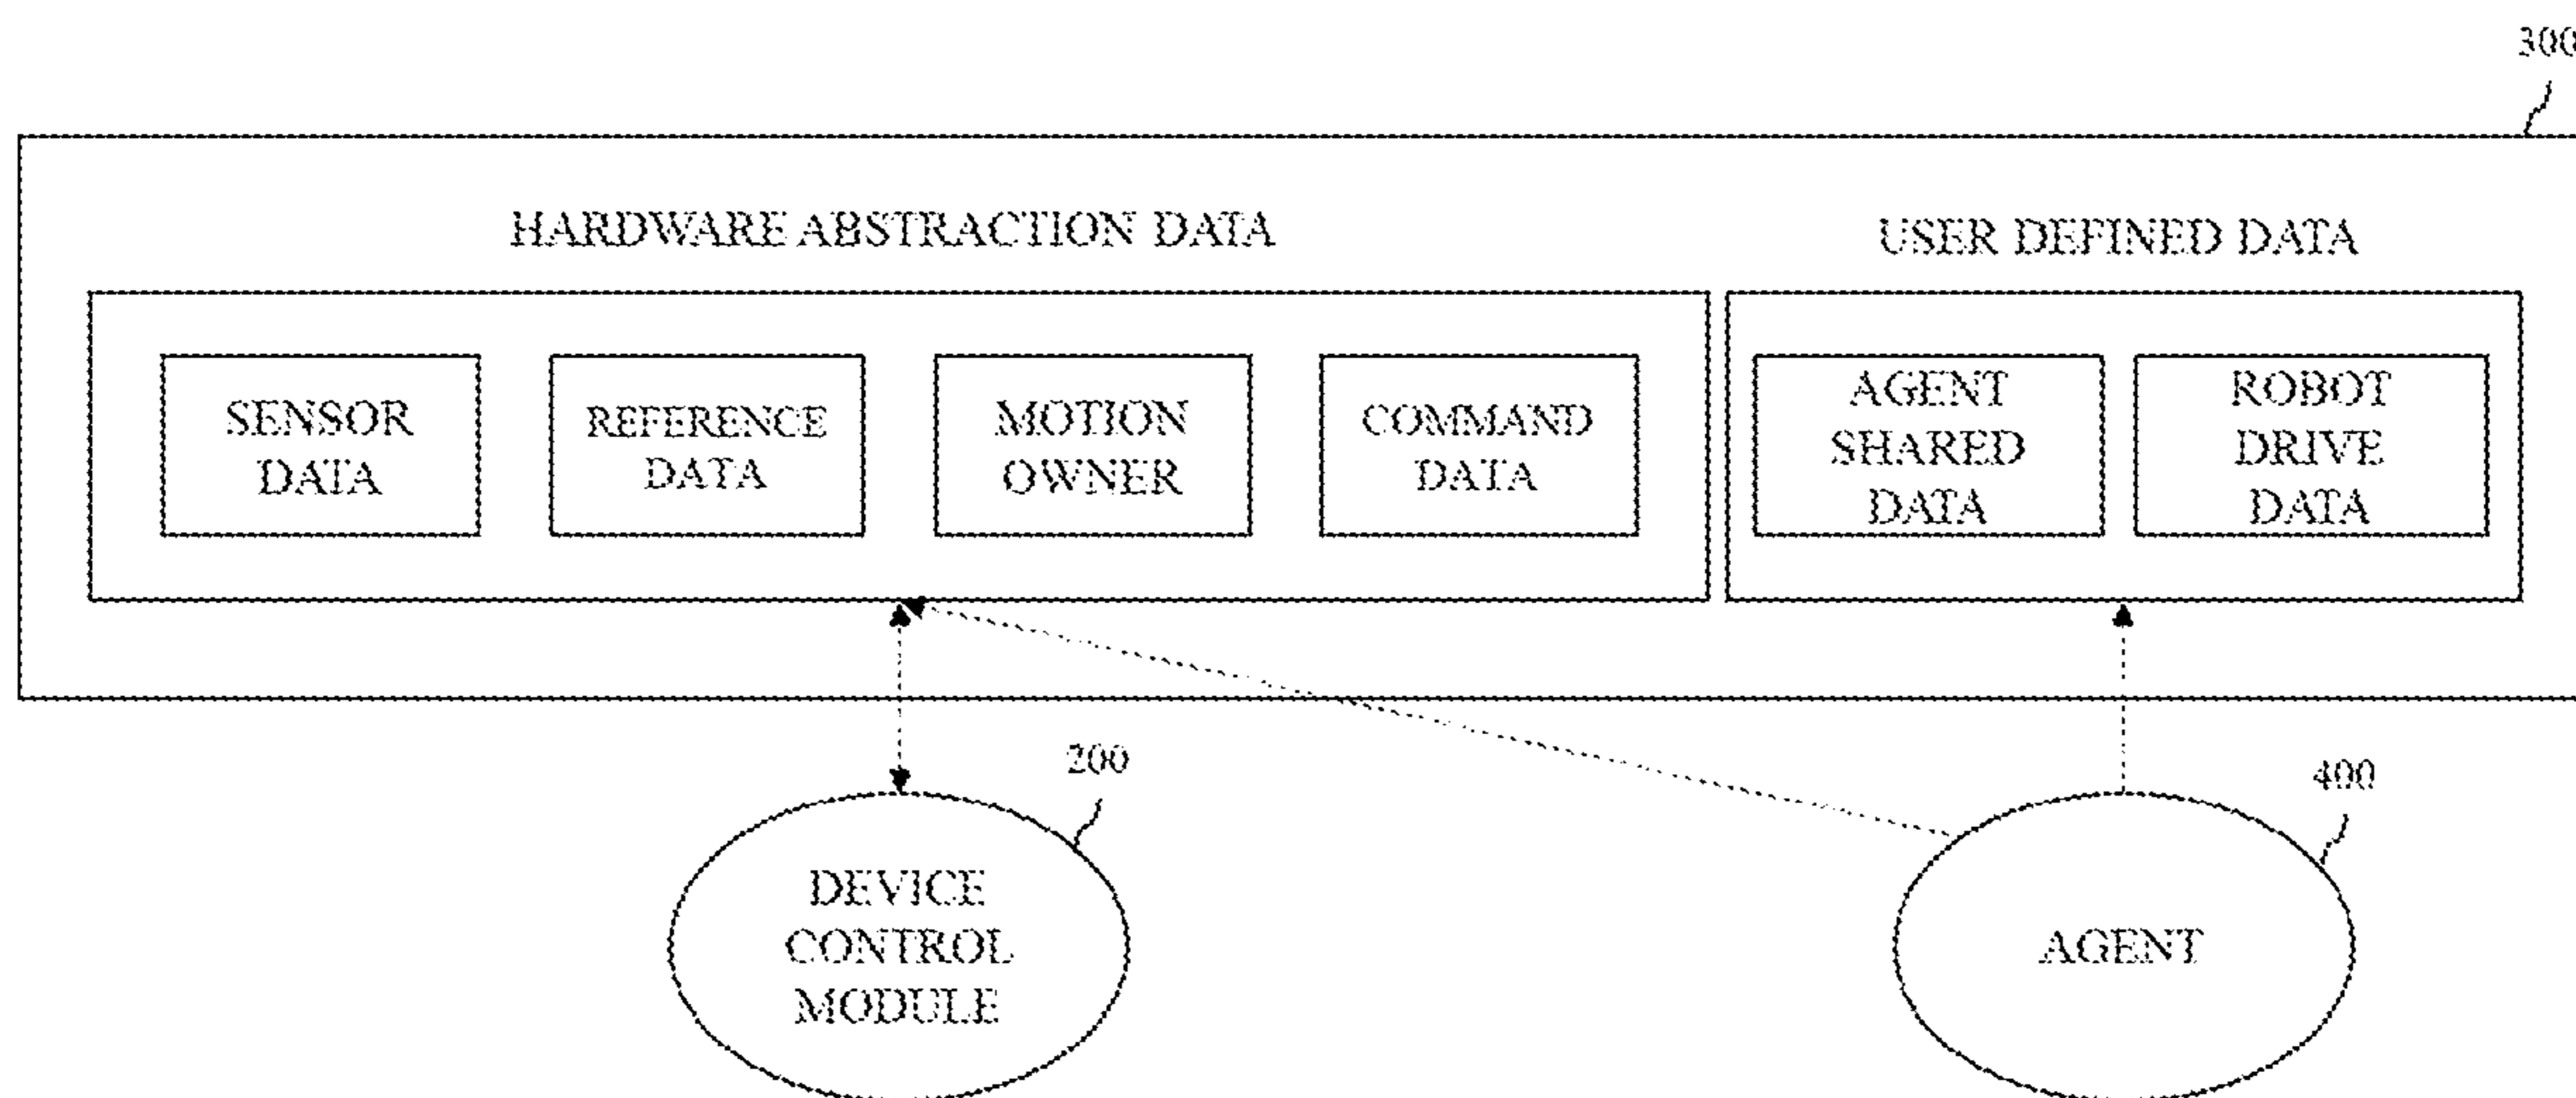 300
HARDWARE ABSTRACTION DATA
USER DEFINED DATA
SENSOR
DATA
REFERENCE
DATA
MOTION
OWNER
COMMAND
DATA
AGENT
SHARED
DATA
ROBOT
DRIVE
DATA
200
400
DEVICE
CONTROL
MODULE
AGENT